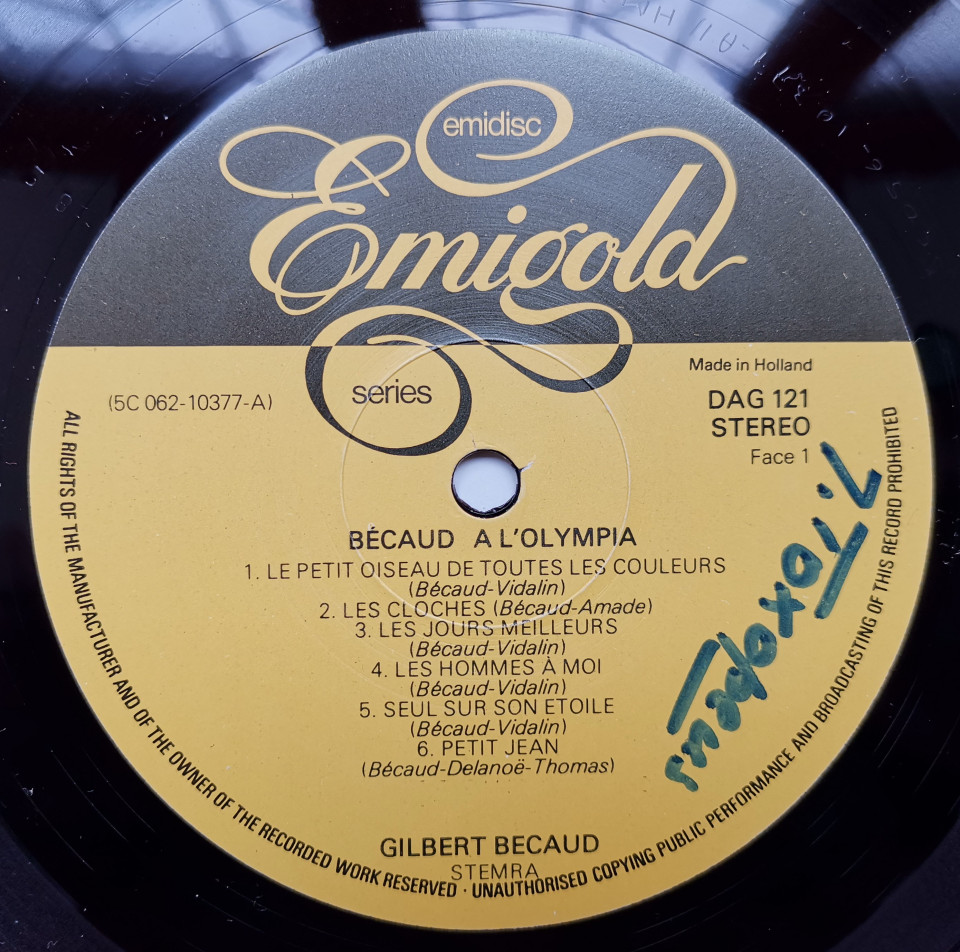 emidisc
Emigold
series
Made in Holland
(5C 062-10377-A)
DAG 121
STEREO
Face 1
BÉCAUD A L'OLYMPIA
1. LE PETIT OISEAU DE TOUTES LES COULEURS
(Bécaud-Vidalin)
2. LES CLOCHES (Bécaud-Amade)
3. LES JOURS MEILLEURS
(Bécaud-Vidalin)
4. LES HOMMES À MOI
(Bécaud-Vidalin)
5. SEUL SUR SON ETOILE
(Bécaud-Vidalin)
6. PETIT JEAN
(Bécaud-Delanoë-Thomas)
GILBERT BECAUD
STEMRA
ALL RIGHTS OF THE MANUFACTURER AND OF THE OWNER OF THE RECORDED WORK RESERVED · UNAUTHORISED COPYING PUBLIC PERFORMANCE AND BROADCASTING OF THIS RECORD PROHIBITED